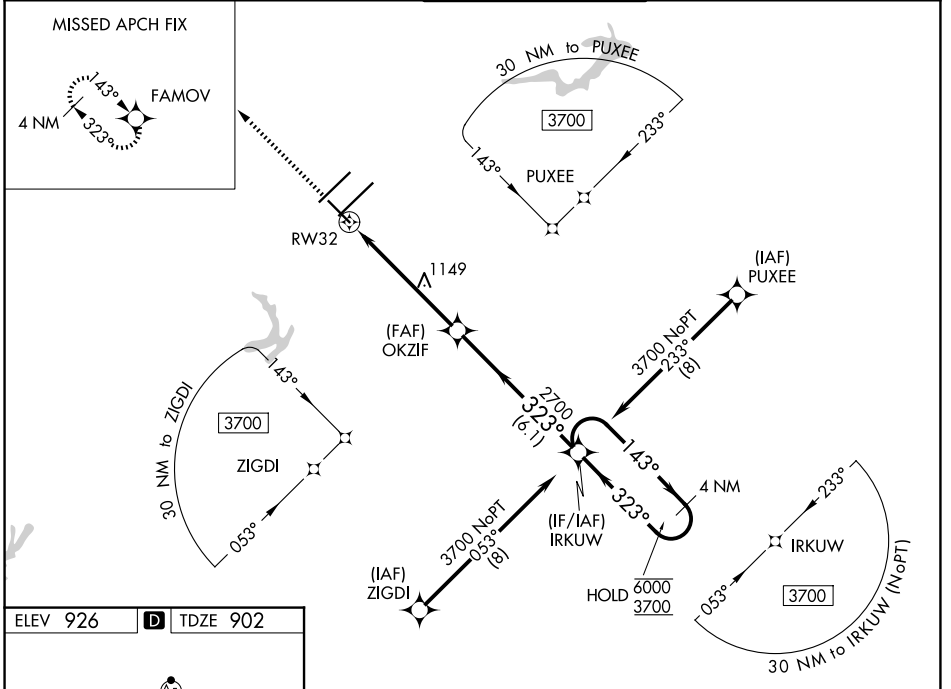 MISSED APCH FIX
143°
FAMOV
4 NM
323°
30 NM to PUXEE
3700
143°
233°
PUXEE
RW32
1149
(FAF)
OKZIF
(IAF)
PUXEE
3700 NoPT
233°
(8)
30 NM to ZIGDI
143°
3700
ZIGDI
053°
2700
323°
(6.1)
143°
4 NM
323°
(IF/IAF)
IRKUW
3700 NoPT
053°
(8)
(IAF)
ZIGDI
HOLD 6000
3700
233°
IRKUW
053°
3700
30 NM to IRKUW (NoPT)
ELEV 926 D TDZE 902